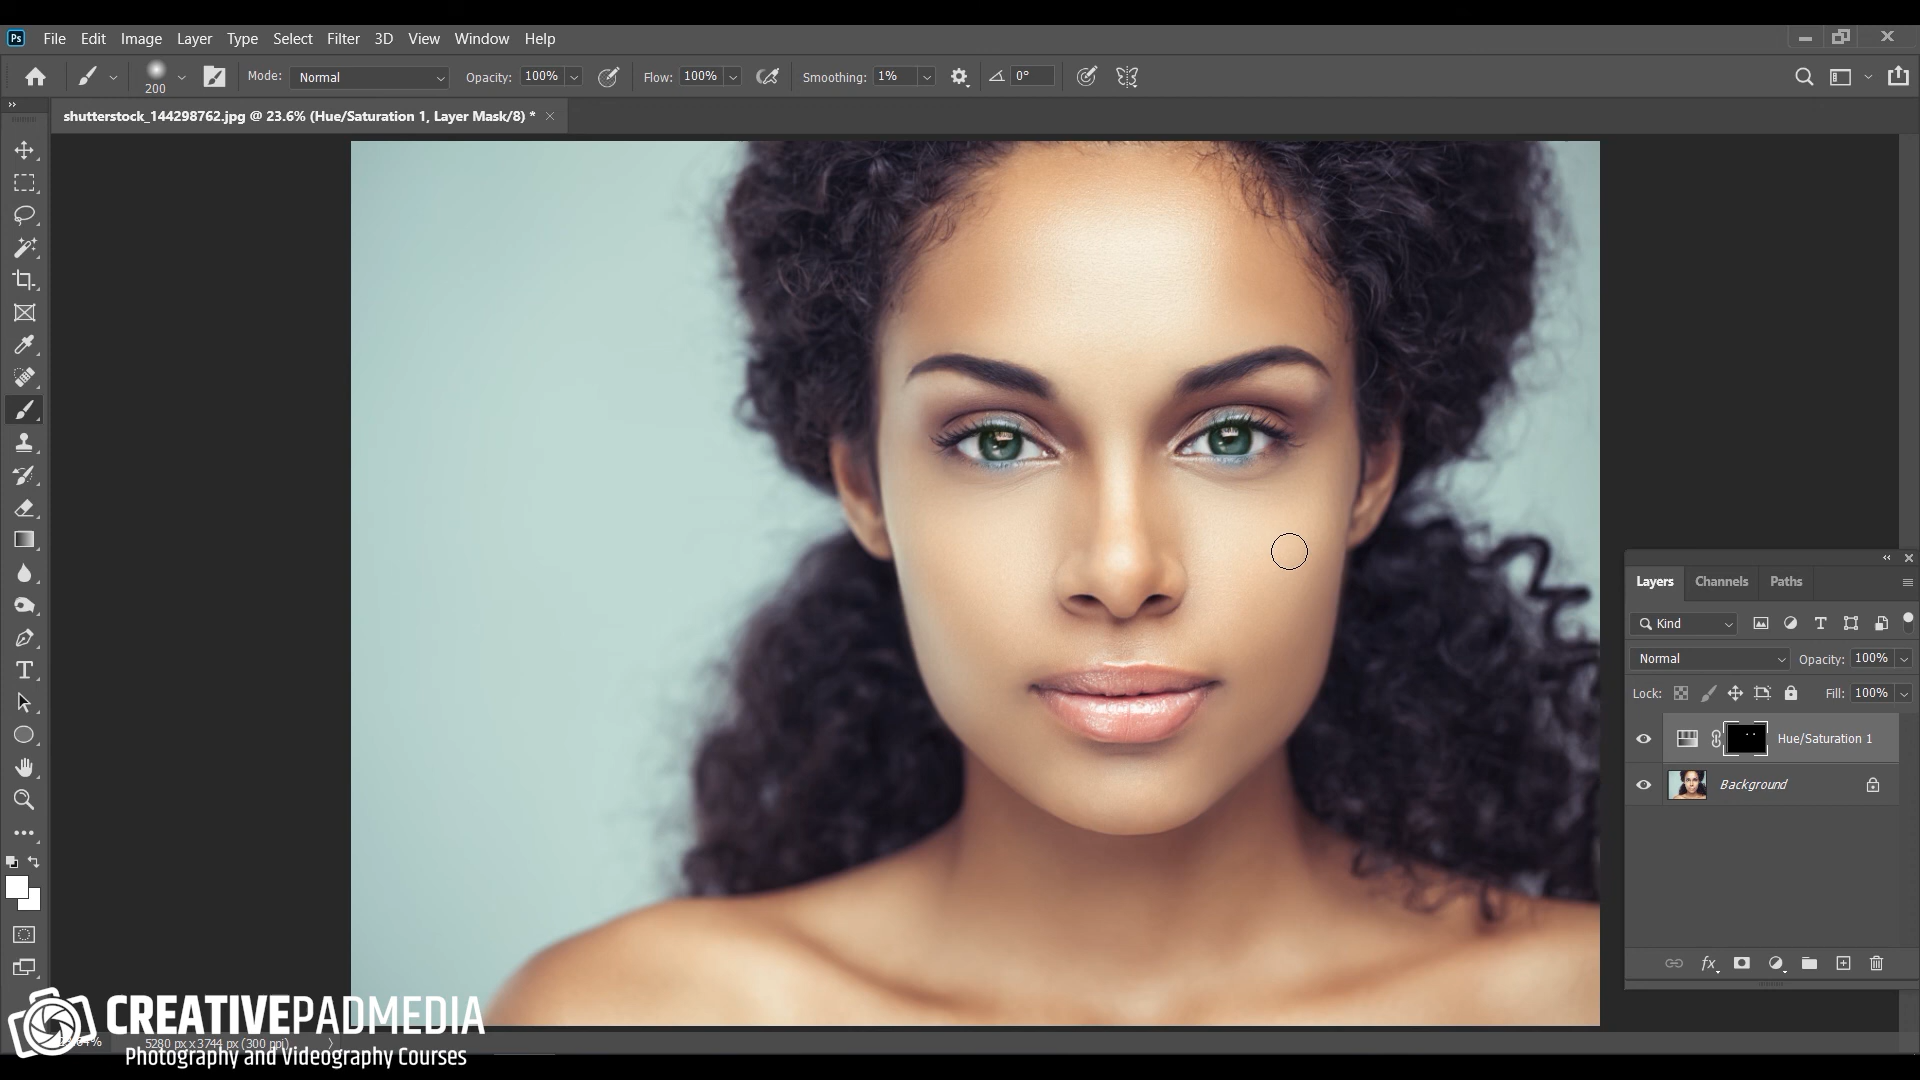 Ps File Edit Image Layer Type Select Filter 3D View Window Help
200 Mode: Normal Opacity: 100% Flow: 100% Smoothing: 1% 0°
shutterstock_144298762.jpg @ 23.6% (Hue/Saturation 1, Layer Mask/8) *
Layers Channels Paths
Kind
Normal Opacity: 100%
Lock: Fill: 100%
Hue/Saturation 1
Background
fx
CREATIVEPADMEDIA
5280 px x 3744 px (300 ppi)
Photography and Videography Courses